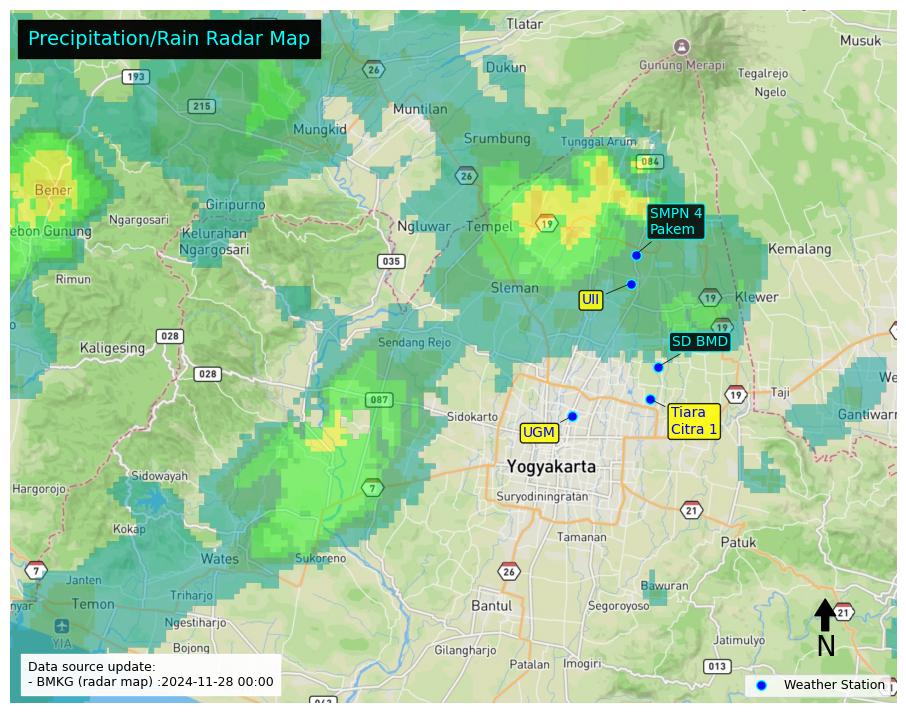 Precipitation/Rain Radar Map
Tlatar
Musuk
Gunung Merapi
26
Dukun
193
Tegalrejo
Ngelo
215
Muntilan
Mungkid
Srumbung
Tunggal Arum
084
26
Bener
Giripurno
SMPN 4
Pakem
Ngargosari
ebon Gunung
Kelurahan
Ngargosari
Ngluwar
Tempel
19
Kemalang
035
Rimun
Sleman
UII
19
Klewer
19
028
Kaligesing
Sendang Rejo
SD BMD
028
We
087
19
Taji
Sidokarto
Tiara
Citra 1
Gantiwarn
UGM
Yogyakarta
Sidowayah
Hargorojo
7
Suryodiningratan
21
Kokap
Tamanan
Patuk
Wates
Sukoreno
7
26
Janten
Bawuran
nyar
Temon
Triharjo
Bantul
Segoroyoso
21
Ngestiharjo
YIA
N
Bojong
Jatimulyo
Gilangharjo
Data source update:
- BMKG (radar map) :2024-11-28 00:00
Patalan
Imogiri
013
Weather Station